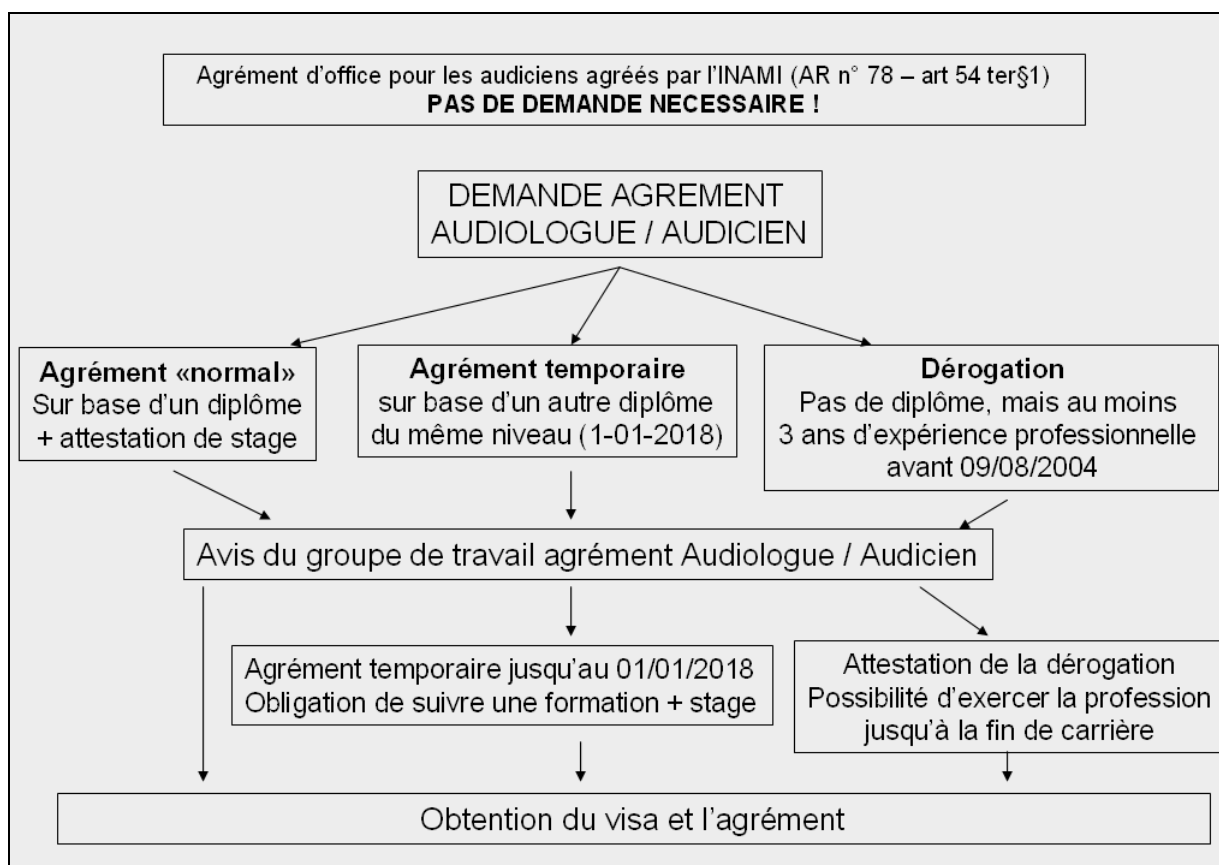 Agrément d'office pour les audiciens agréés par l'INAMI (AR n° 78 – art 54 ter§1)
PAS DE DEMANDE NECESSAIRE !
DEMANDE AGREMENT
AUDIOLOGUE / AUDICIEN
Agrément «normal»
Sur base d'un diplôme
+ attestation de stage
Agrément temporaire
sur base d'un autre diplôme
du même niveau (1-01-2018)
Dérogation
Pas de diplôme, mais au moins
3 ans d'expérience professionnelle
avant 09/08/2004
Avis du groupe de travail agrément Audiologue / Audicien
Agrément temporaire jusqu'au 01/01/2018
Obligation de suivre une formation + stage
Attestation de la dérogation
Possibilité d'exercer la profession
jusqu'à la fin de carrière
Obtention du visa et l'agrément